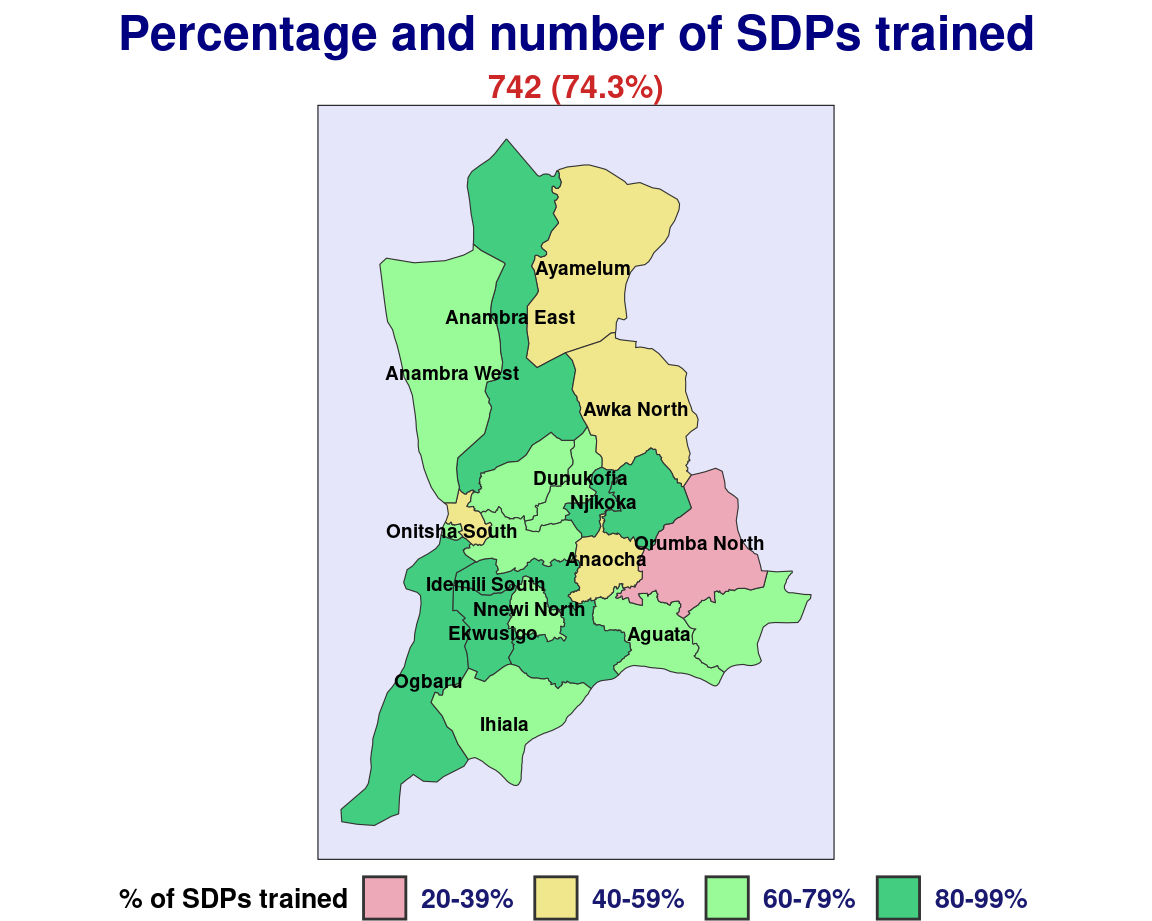 Percentage and number of SDPs trained
742 (74.3%)
Ayamelum
Anambra East
Anambra West
Awka North
Dunukofia
Njikoka
Onitsha South
Orumba North
Anaocha
Idemili South
Nnewi North
Ekwusigo
Aguata
Ogbaru
Ihiala
% of SDPs trained 20-39% 40-59% 60-79% 80-99%